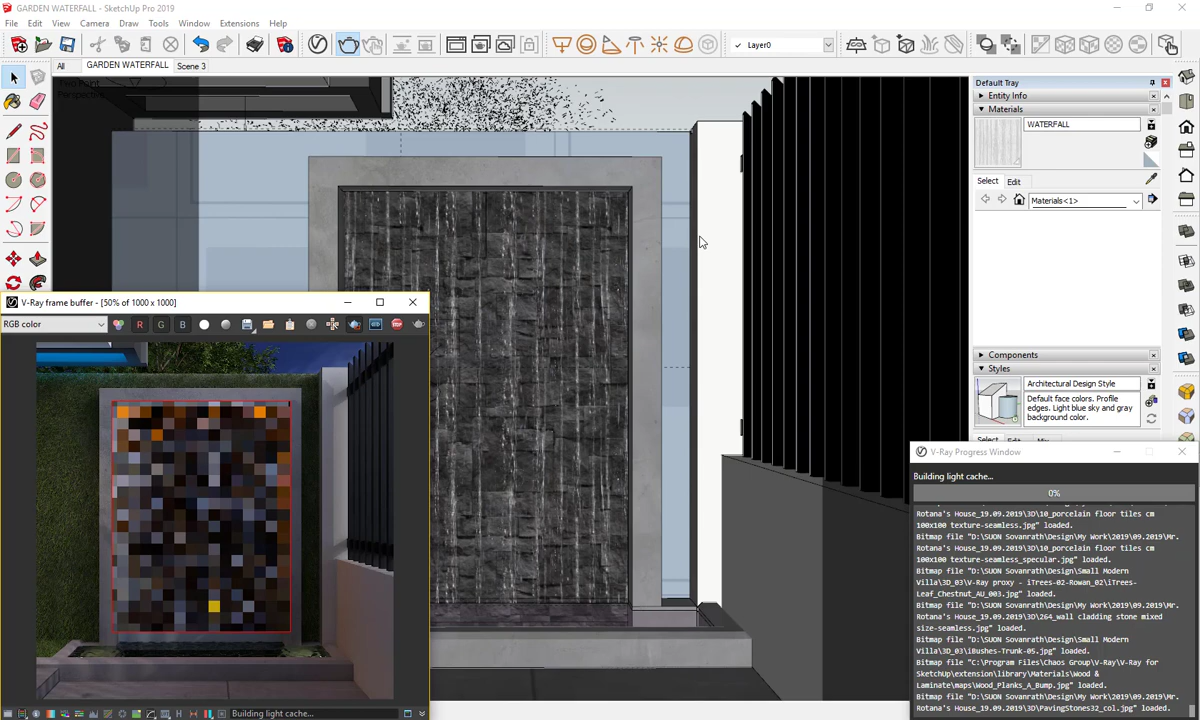 GARDEN WATERFALL - SketchUp Pro 2019
File Edit View Camera Draw Tools Window Extensions Help
Layer0
All GARDEN WATERFALL Scene 3
Two Point
Perspective
Default Tray
Entity Info
Materials
WATERFALL
Select Edit
Materials<1>
Components
Styles
Architectural Design Style
Default face colors. Profile
edges. Light blue sky and gray
background color.
Select Edit Mix
V-Ray frame buffer - [50% of 1000 x 1000]
RGB color
R G B
STOP
H
Building light cache...
V-Ray Progress Window
Building light cache...
0%
Rotana's House_19.09.2019\3D\10_porcelain floor tiles cm
100x100 texture-seamless.jpg" loaded.
Bitmap file "D:\SUON Sovanrath\Design\My Work\2019\09.2019\Mr.
Rotana's House_19.09.2019\3D\10_porcelain floor tiles cm
100x100 texture-seamless_specular.jpg" loaded.
Bitmap file "D:\SUON Sovanrath\Design\Small Modern
Villa\3D_03\V-Ray proxy - iTrees-02-Rowan_02\iTrees-
Leaf_Chestnut_AU_003.jpg" loaded.
Bitmap file "D:\SUON Sovanrath\Design\My Work\2019\09.2019\Mr.
Rotana's House_19.09.2019\3D\264_wall cladding stone mixed
size-seamless.jpg" loaded.
Bitmap file "D:\SUON Sovanrath\Design\Small Modern
Villa\3D_03\iBushes-Trunk-05.jpg" loaded.
Bitmap file "C:\Program Files\Chaos Group\V-Ray\V-Ray for
SketchUp\extension\library\Materials\Wood &
Laminate\maps\Wood_Planks_A_Bump.jpg" loaded.
Bitmap file "D:\SUON Sovanrath\Design\My Work\2019\09.2019\Mr.
Rotana's House_19.09.2019\3D\PavingStones32_col.jpg" loaded.